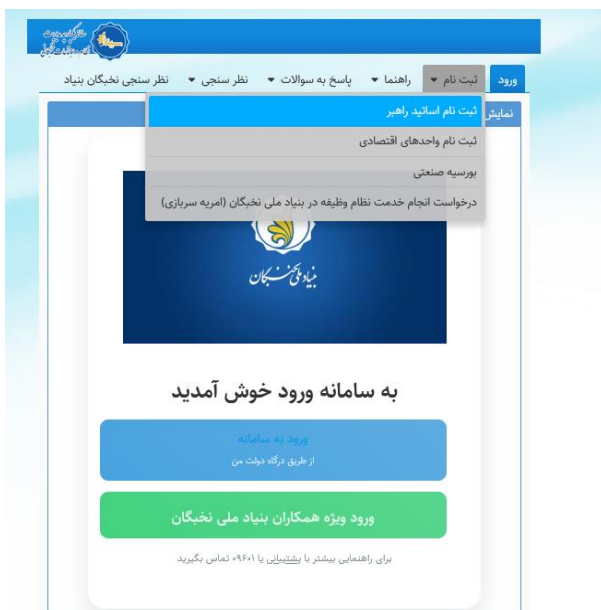 سینا
ورود ثبت نام راهنما پاسخ به سوالات نظر سنجی نظر سنجی نخبگان بنیاد
نمایش
ثبت نام اساتید راهبر
ثبت نام واحدهای اقتصادی
بورسیه صنعتی
درخواست انجام خدمت نظام وظیفه در بنیاد ملی نخبگان (امریه سربازی)
بنیاد ملی نخبگان
به سامانه ورود خوش آمدید
ورود به سامانه
از طریق درگاه دولت من
ورود ویژه همکاران بنیاد ملی نخبگان
برای راهنمایی بیشتر با پشتیبانی یا ۰۹۶۰۱ تماس بگیرید